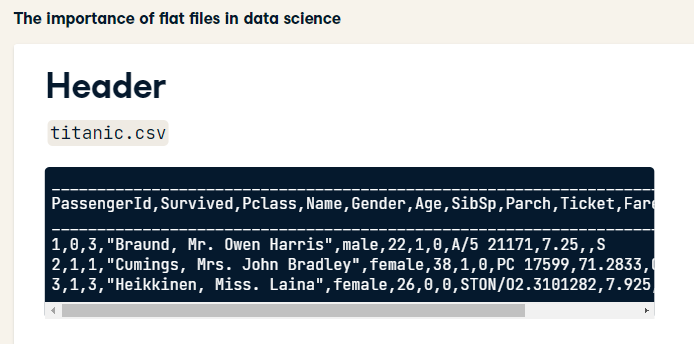 The importance of flat files in data science
Header
titanic.csv
PassengerId,Survived,Pclass,Name,Gender,Age,SibSp,Parch,Ticket,Fare
1,0,3,"Braund, Mr. Owen Harris",male,22,1,0,A/5 21171,7.25,,S
2,1,1,"Cumings, Mrs. John Bradley",female,38,1,0,PC 17599,71.2833,
3,1,3,"Heikkinen, Miss. Laina",female,26,0,0,STON/O2.3101282,7.925,